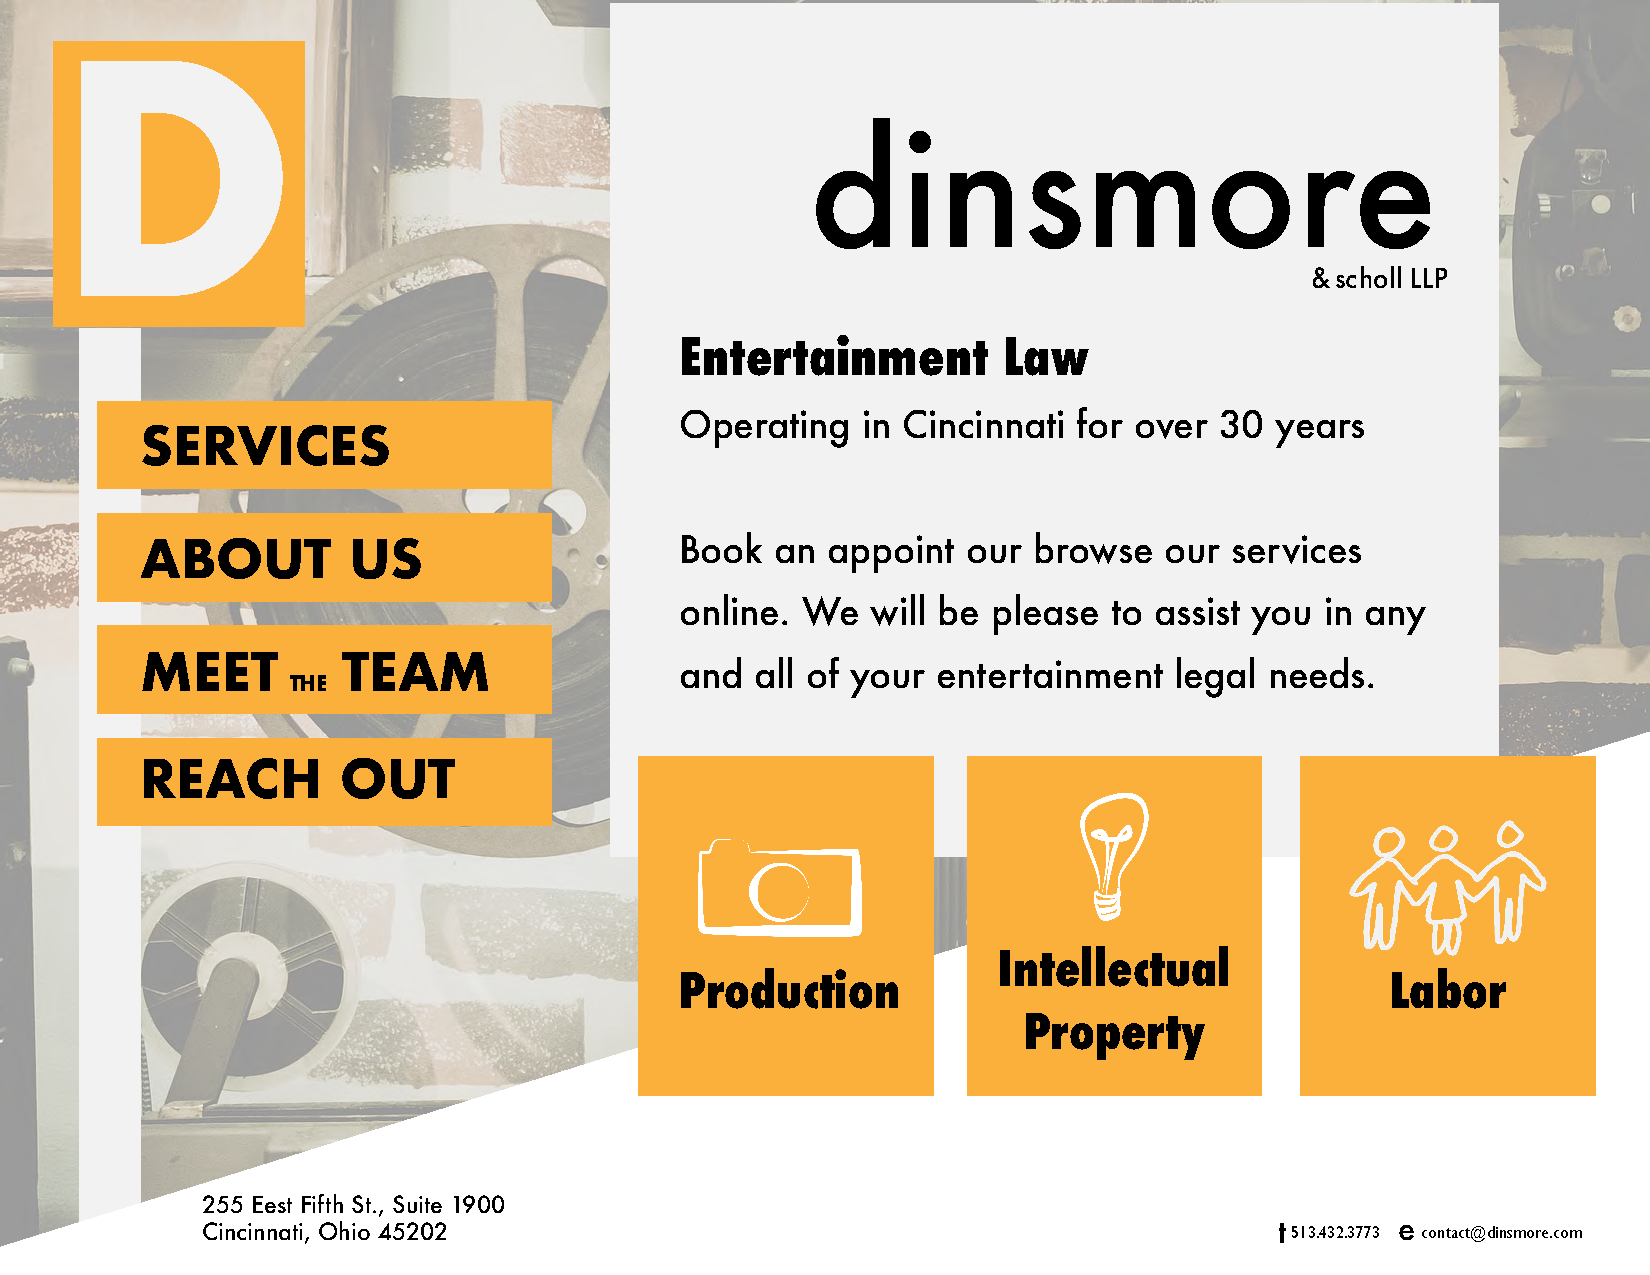 D
dinsmore
& scholl LLP
SERVICES
ABOUT US
MEET THE TEAM
REACH OUT
Entertainment Law
Operating in Cincinnati for over 30 years
Book an appoint our browse our services
online. We will be please to assist you in any
and all of your entertainment legal needs.
Production
Intellectual
Property
Labor
255 Eest Fifth St., Suite 1900
Cincinnati, Ohio 45202
t 513.432.3773 e contact@dinsmore.com